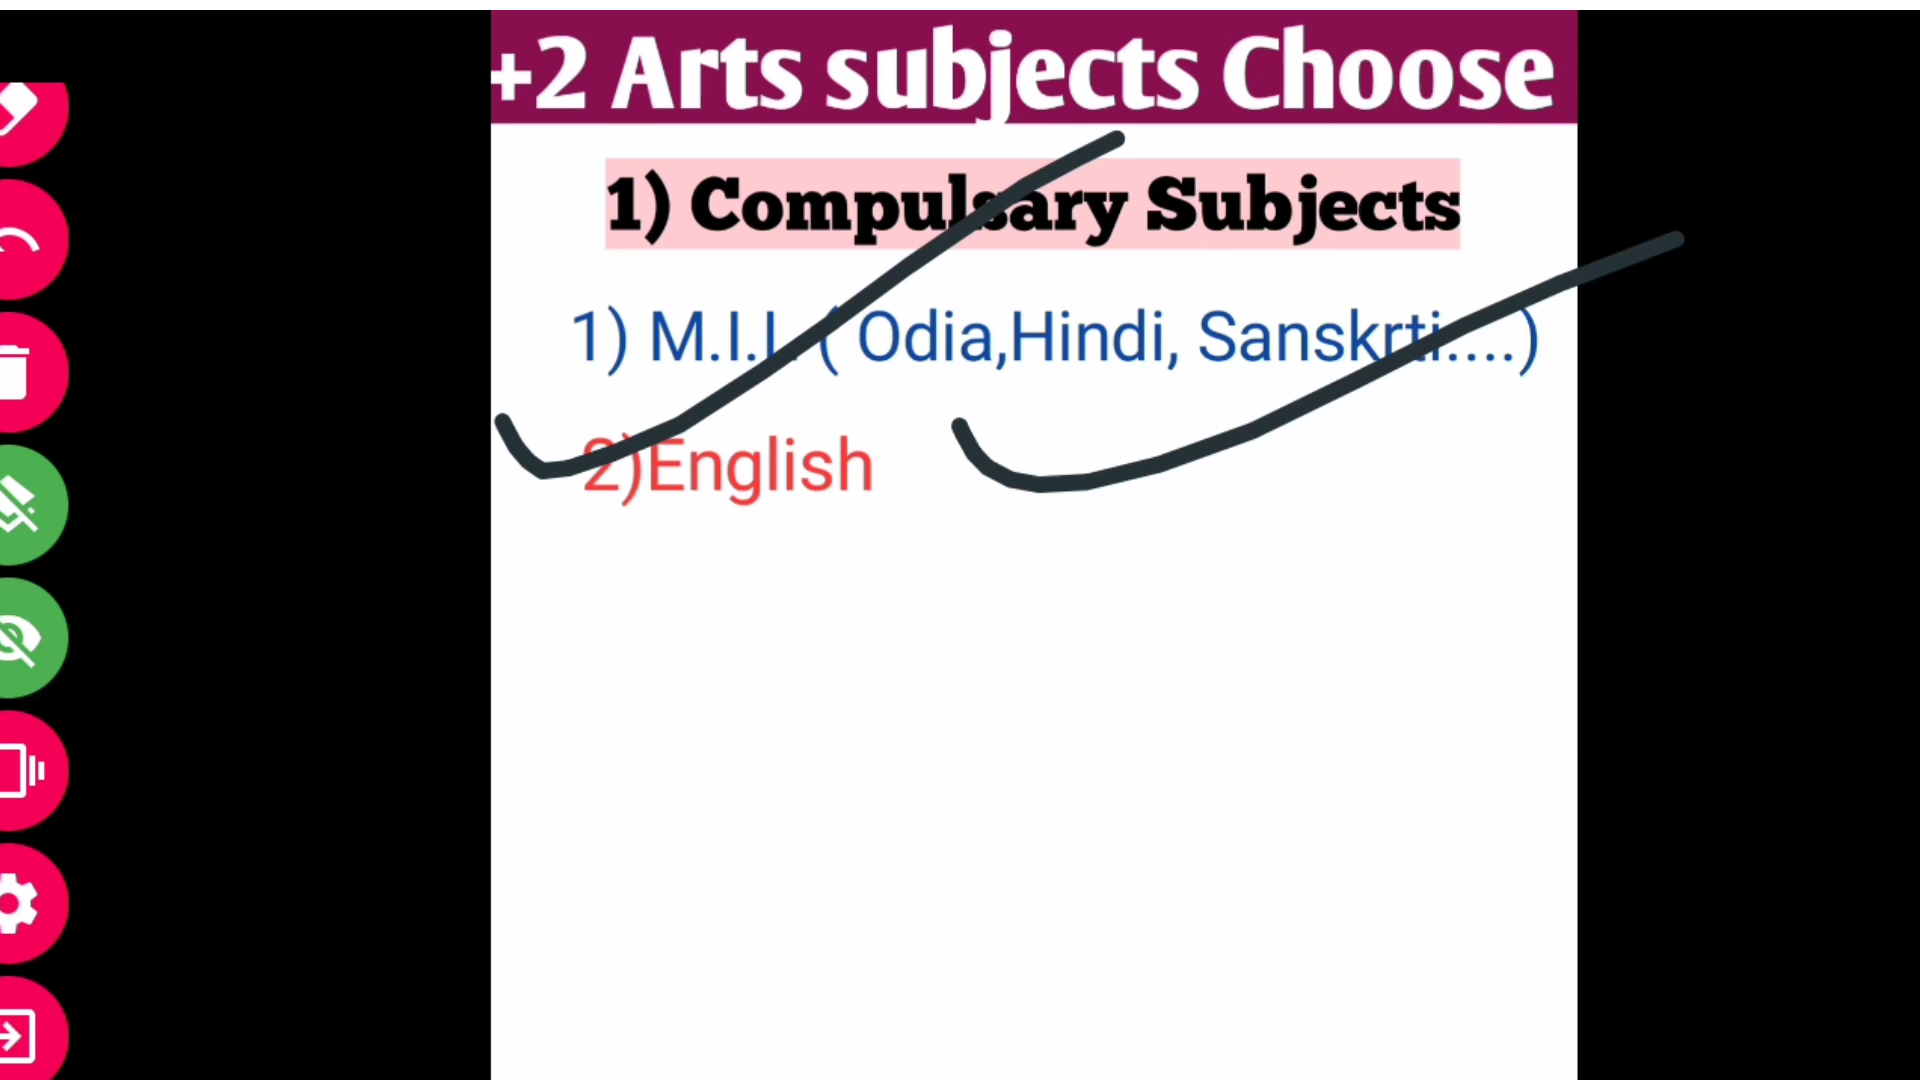 +2 Arts subjects Choose
1) Compulsary Subjects
1) M.I.L ( Odia,Hindi, Sanskrti....)
2)English